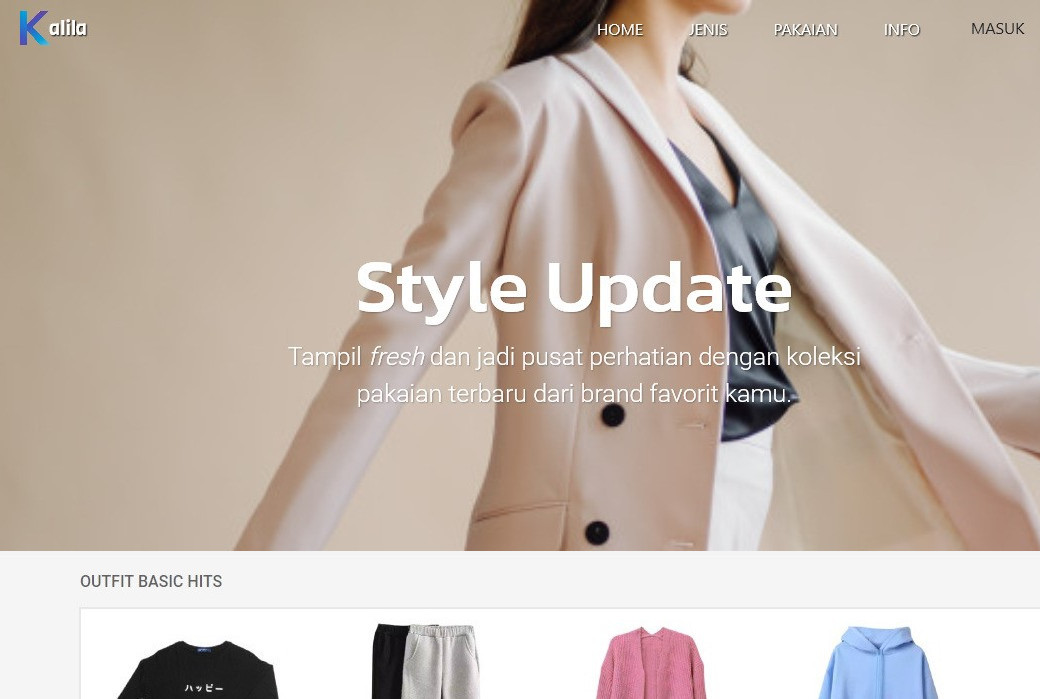 Kalila
HOME JENIS PAKAIAN INFO MASUK
Style Update
Tampil fresh dan jadi pusat perhatian dengan koleksi
pakaian terbaru dari brand favorit kamu.
OUTFIT BASIC HITS
ハッピー